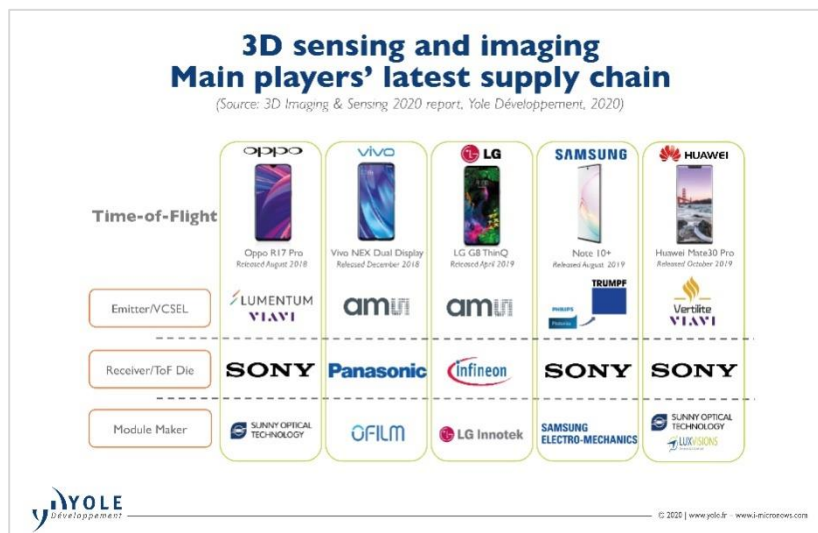 3D sensing and imaging
Main players' latest supply chain
(Source: 3D Imaging & Sensing 2020 report, Yole Développement, 2020)
oppo vivo LG SAMSUNG HUAWEI
Time-of-Flight
Oppo R17 Pro Vivo NEX Dual Display LG G8 ThinQ Note 10+ Huawei Mate30 Pro
Released August 2018 Released December 2018 Released April 2019 Released August 2019 Released October 2019
Emitter/VCSEL
LUMENTUM VIAVI
amu
amu
PHILIPS TRUMPF
Vertilite VIAVI
Receiver/ToF Die
SONY Panasonic infineon SONY SONY
Module Maker
SUNNY OPTICAL TECHNOLOGY
OFILM
LG Innotek
SAMSUNG ELECTRO-MECHANICS
SUNNY OPTICAL TECHNOLOGY
LUXVISIONS
YOLE
Développement
© 2020 | www.yole.fr – www.i-micronews.com